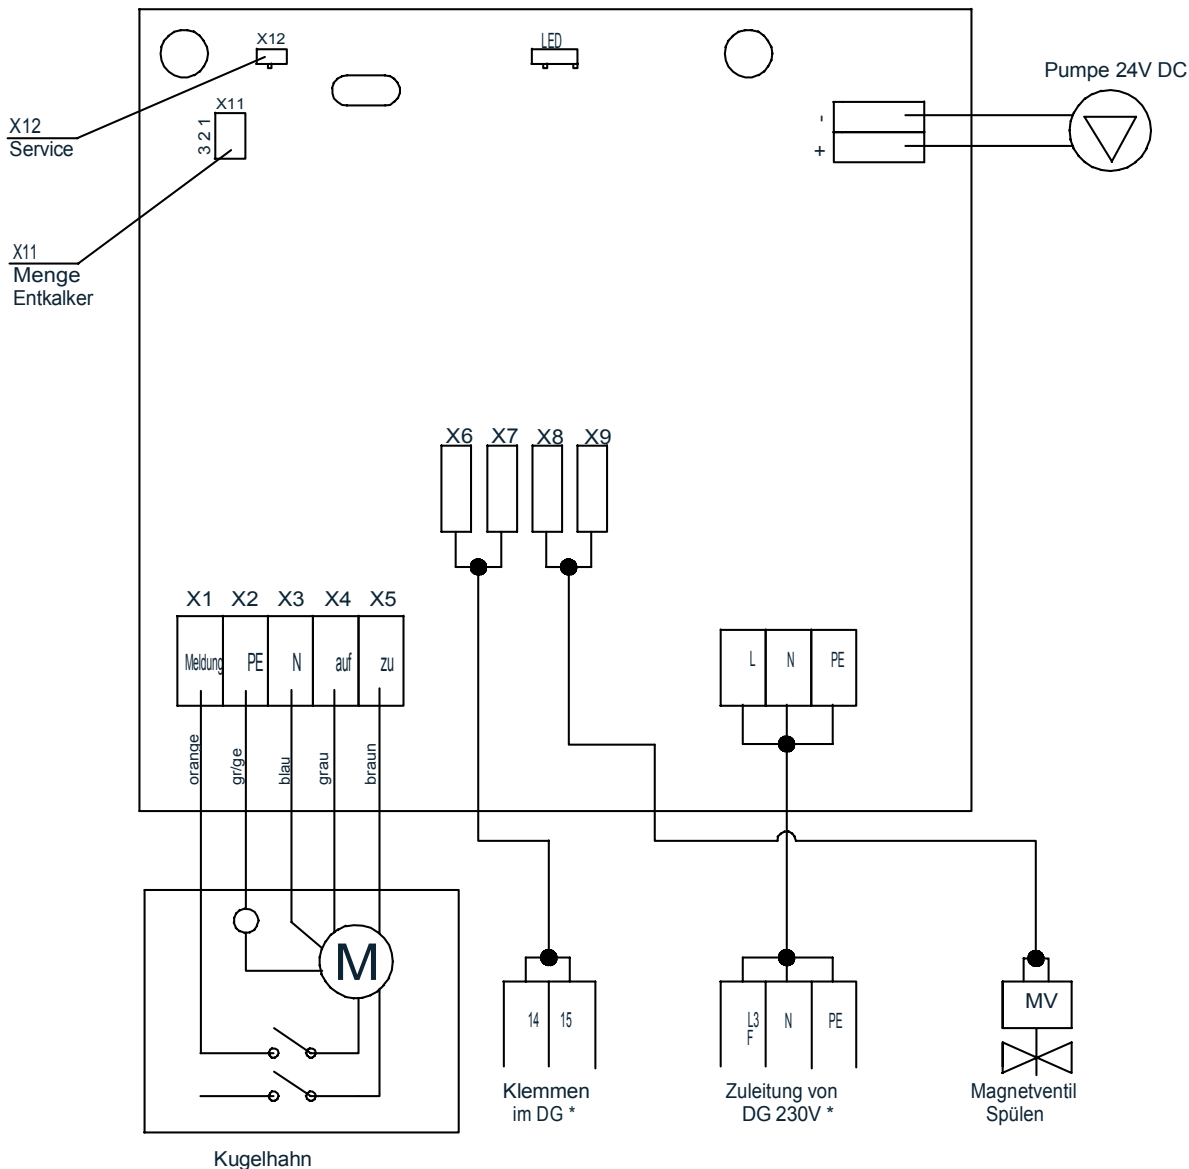 X12
LED
Pumpe 24V DC
X11
3 2 1
-
+
X12
Service
X11
Menge
Entkalker
X6 X7 X8 X9
X1 X2 X3 X4 X5
Meldung PE N auf zu
L N PE
orange gr/ge blau grau braun
M
14 15
L3 N PE
F
MV
Klemmen
im DG *
Zuleitung von
DG 230V *
Magnetventil
Spülen
Kugelhahn